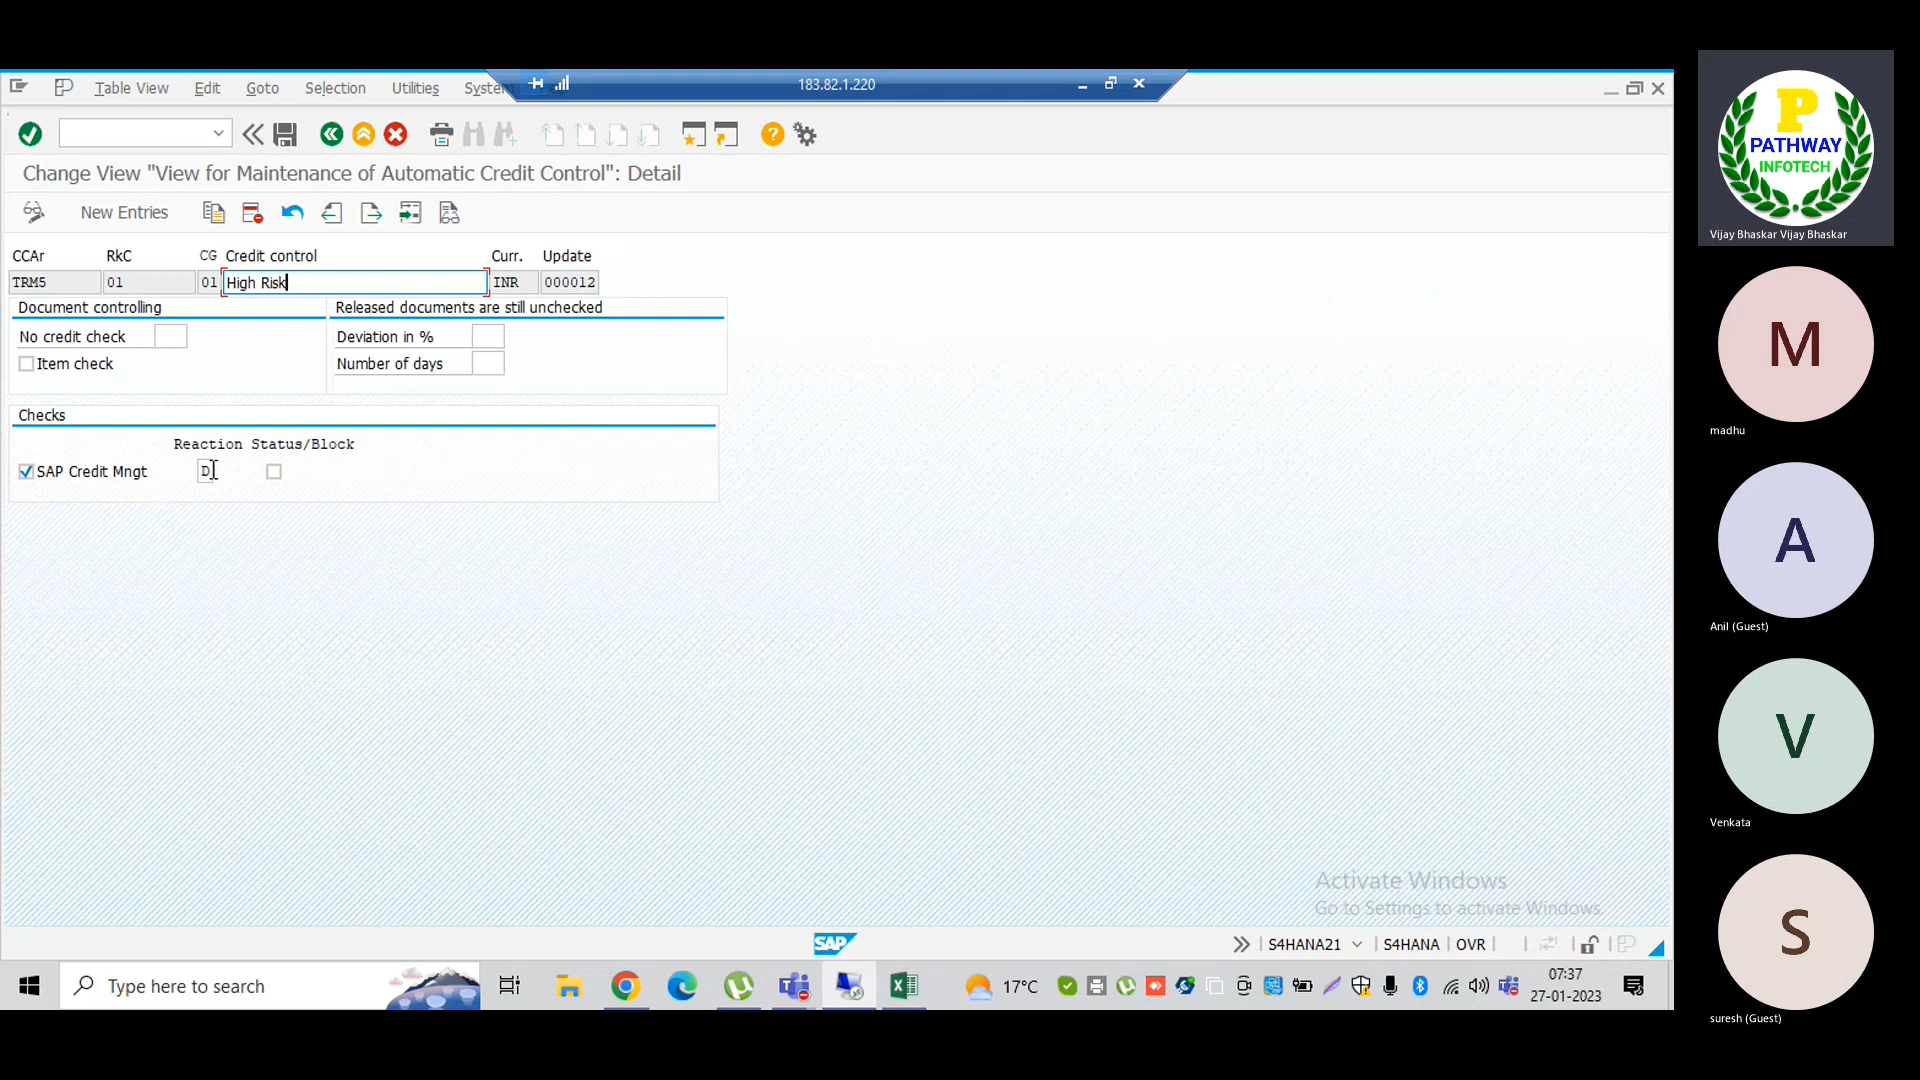 Table View Edit Goto Selection Utilities System
183.82.1.220
Change View "View for Maintenance of Automatic Credit Control": Detail
New Entries
CCAr RkC CG Credit control Curr. Update
TRM5 01 01 High Risk INR 000012
Document controlling
Released documents are still unchecked
No credit check
Deviation in %
Item check
Number of days
Checks
Reaction Status/Block
SAP Credit Mngt D
Activate Windows
Go to Settings to activate Windows.
SAP
S4HANA21 S4HANA OVR
Type here to search
17°C
07:37
27-01-2023
P
PATHWAY
INFOTECH
Vijay Bhaskar Vijay Bhaskar
M
madhu
A
Anil (Guest)
V
Venkata
S
suresh (Guest)